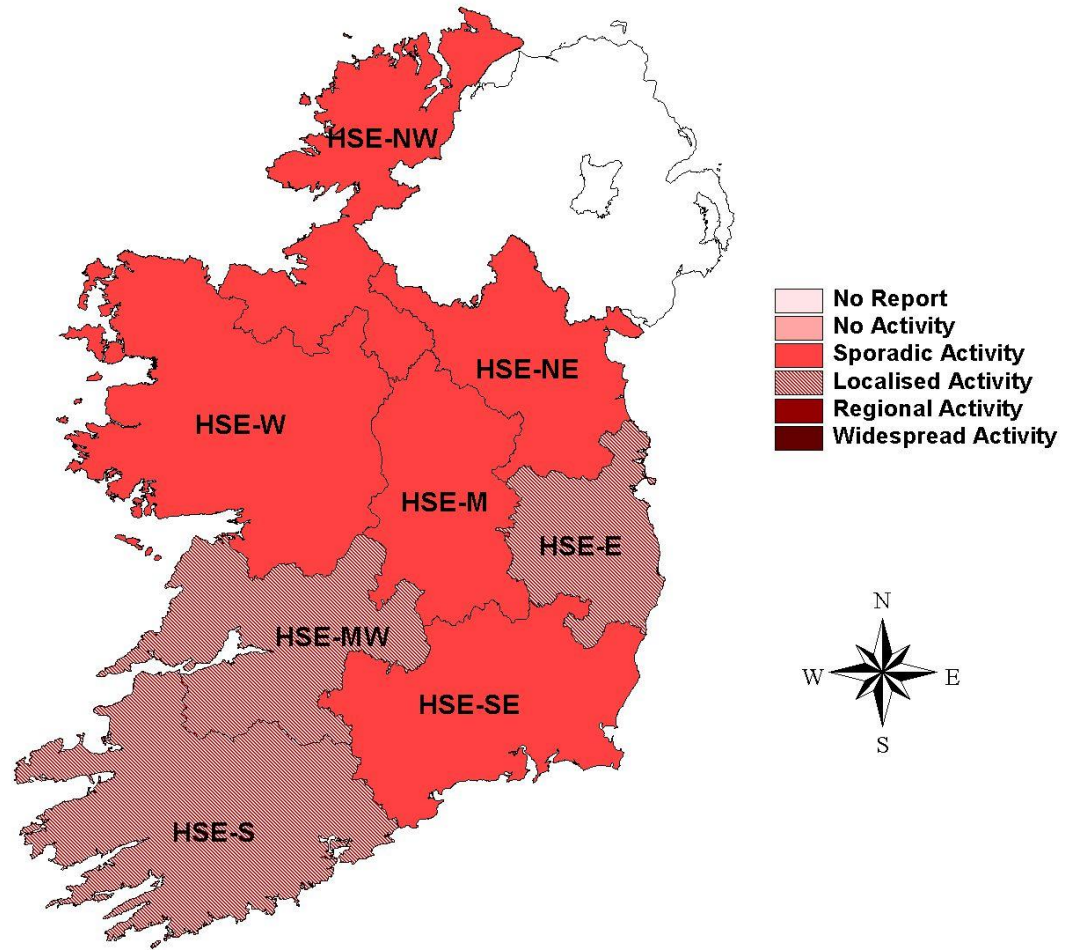 HSE-NW
HSE-NE
HSE-W
HSE-M
HSE-E
HSE-MW
HSE-SE
HSE-S
No Report
No Activity
Sporadic Activity
Localised Activity
Regional Activity
Widespread Activity
N
W
E
S